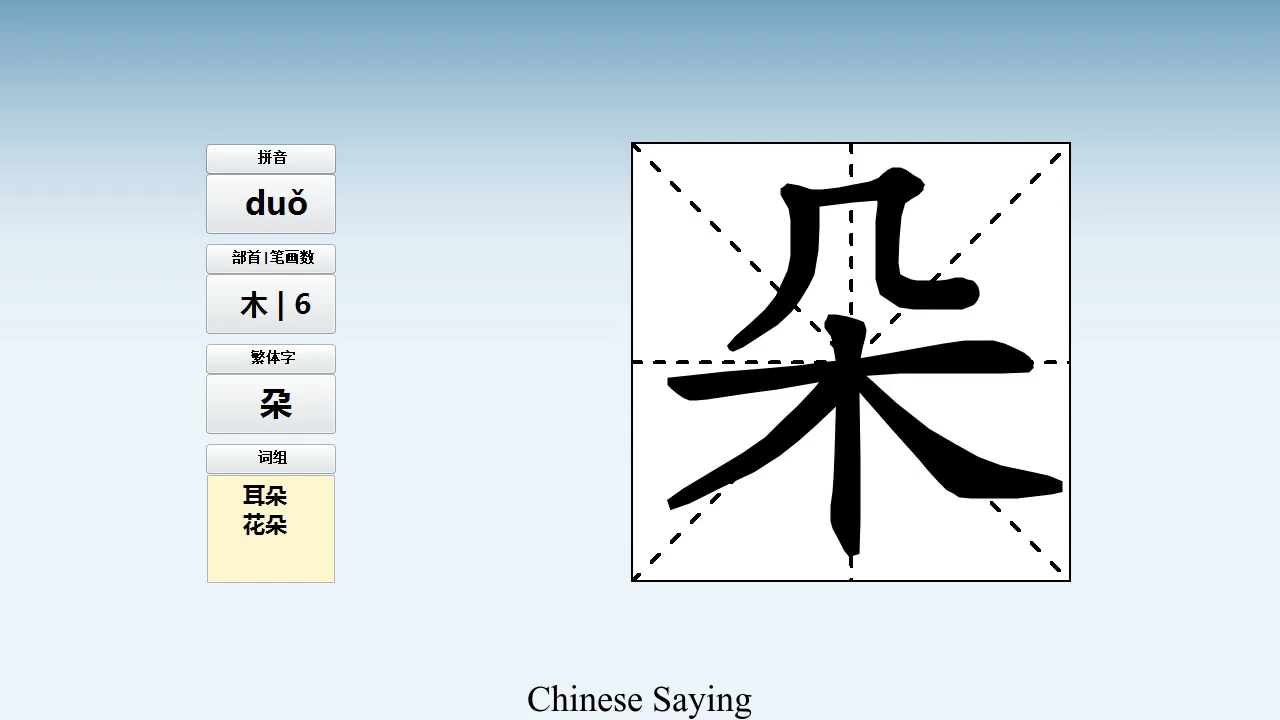 拼音
duǒ
部首|笔画数
木 | 6
繁体字
朶
词组
耳朵
花朵
朵
Chinese Saying